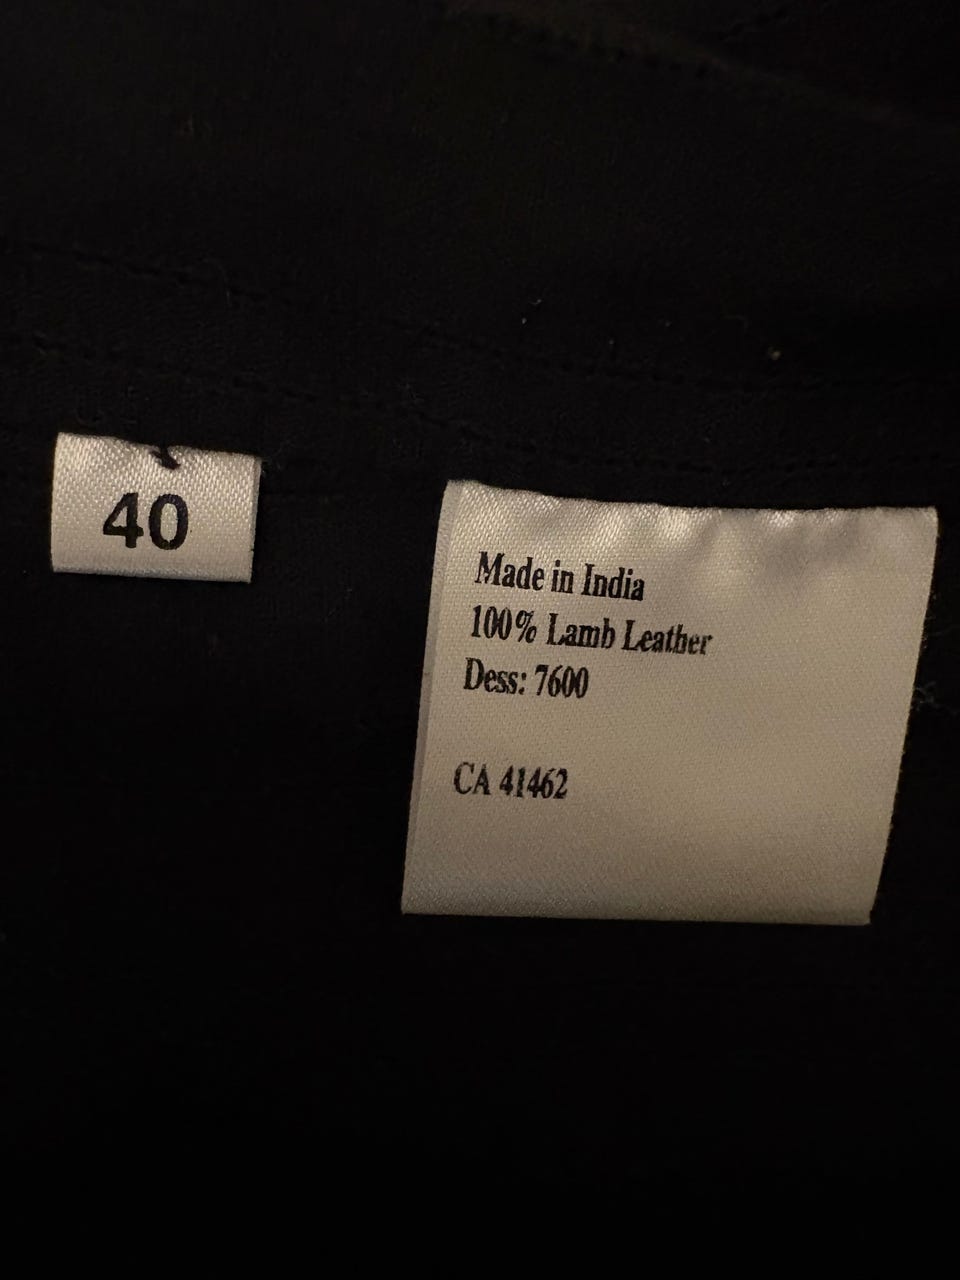 40
Made in India
100% Lamb Leather
Dess: 7600
CA 41462